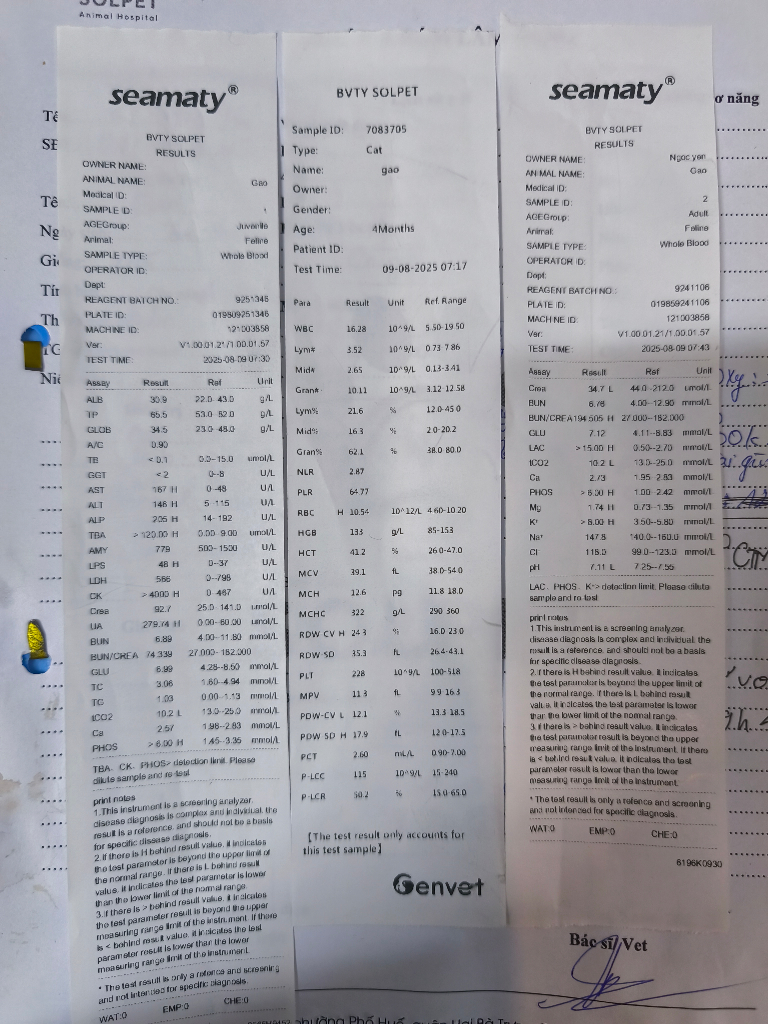 SOLPET
Animal Hospital
seamaty®
BVTY SOLPET
RESULTS
OWNER NAME:
ANIMAL NAME: Gao
Medical ID:
SAMPLE ID:
AGEGroup: Juvenile
Animal: Feline
SAMPLE TYPE: Whole Blood
OPERATOR ID:
Dept:
REAGENT BATCH NO.: 9251346
PLATE ID: 019809251346
MACHINE ID: 121003858
Ver: V1.00.01.21/1.00.01.57
TEST TIME: 2025-08-09 07:30
Assay Result Ref Unit
ALB 30.9 22.0-43.0 g/L
TP 65.5 53.0-82.0 g/L
GLOB 34.5 23.0-48.0 g/L
A/G 0.90
TB < 0.1 0.0-15.0 umol/L
GGT < 2 0-8 U/L
AST 167 H 0-48 U/L
ALT 146 H 5-115 U/L
ALP 205 H 14-192 U/L
TBA > 120.00 H 0.00-9.00 umol/L
AMY 779 500-1500 U/L
LPS 48 H 0-37 U/L
LDH 566 0-798 U/L
CK > 4000 H 0-467 U/L
Crea 92.7 25.0-141.0 umol/L
UA 279.74 H 0.00-60.00 umol/L
BUN 6.89 4.00-11.80 mmol/L
BUN/CREA 74.339 27.000-182.000
GLU 6.99 4.28-8.50 mmol/L
TC 3.06 1.60-4.94 mmol/L
TG 1.03 0.00-1.13 mmol/L
tCO2 10.2 L 13.0-25.0 mmol/L
Ca 2.57 1.98-2.83 mmol/L
PHOS > 6.00 H 1.45-3.35 mmol/L
TBA, CK, PHOS> detection limit. Please
dilute sample and re-test
print notes
1.This instrument is a screening analyzer,
disease diagnosis is complex and individual, the
result is a reference, and should not be a basis
for specific disease diagnosis.
2.If there is H behind result value, it indicates
the test parameter is beyond the upper limit of
the normal range. If there is L behind result
value, it indicates the test parameter is lower
than the lower limit of the normal range.
3.If there is > behind result value, it indicates
the test parameter is beyond the upper
measuring range limit of the instrument. If there
is < behind result value, it indicates the test
parameter result is lower than the lower
measuring range limit of the instrument.
* The test result is only a refence and screening
and not intended for specific diagnosis.
WAT:0 EMP:0 CHE:0
BVTY SOLPET
Sample ID: 7083705
Type: Cat
Name: gao
Owner:
Gender:
Age: 4Months
Patient ID:
Test Time: 09-08-2025 07:17
Para Result Unit Ref. Range
WBC 16.28 10^9/L 5.50-19.50
Lym# 3.52 10^9/L 0.73-7.86
Mid# 2.65 10^9/L 0.13-3.41
Gran# 10.11 10^9/L 3.12-12.58
Lym% 21.6 % 12.0-45.0
Mid% 16.3 % 2.0-20.2
Gran% 62.1 % 38.0-80.0
NLR 2.87
PLR 64.77
RBC H 10.54 10^12/L 4.60-10.20
HGB 133 g/L 85-153
HCT 41.2 % 26.0-47.0
MCV 39.1 fL 38.0-54.0
MCH 12.6 pg 11.8-18.0
MCHC 322 g/L 290-360
RDW-CV H 24.3 % 16.0-23.0
RDW-SD 35.3 fL 26.4-43.1
PLT 228 10^9/L 100-518
MPV 11.3 fL 9.9-16.3
PDW-CV L 12.1 % 13.3-18.5
PDW-SD H 17.9 fL 12.0-17.5
PCT 2.60 mL/L 0.90-7.00
P-LCC 115 10^9/L 15-240
P-LCR 50.2 % 15.0-65.0
【The test result only accounts for
this test sample】
Genvet
seamaty®
BVTY SOLPET
RESULTS
OWNER NAME: Ngoc yen
ANIMAL NAME: Gao
Medical ID:
SAMPLE ID: 2
AGEGroup: Adult
Animal: Feline
SAMPLE TYPE: Whole Blood
OPERATOR ID:
Dept:
REAGENT BATCH NO.: 9241106
PLATE ID: 019859241106
MACHINE ID: 121003858
Ver: V1.00.01.21/1.00.01.57
TEST TIME: 2025-08-09 07:43
Assay Result Ref Unit
Crea 34.7 L 44.0-212.0 umol/L
BUN 6.76 4.00-12.90 mmol/L
BUN/CREA 194.505 H 27.000-182.000
GLU 7.12 4.11-8.83 mmol/L
LAC > 15.00 H 0.50-2.70 mmol/L
tCO2 10.2 L 13.0-25.0 mmol/L
Ca 2.73 1.95-2.83 mmol/L
PHOS > 6.00 H 1.00-2.42 mmol/L
Mg 1.74 H 0.73-1.35 mmol/L
K+ > 8.00 H 3.50-5.80 mmol/L
Na+ 147.8 140.0-160.0 mmol/L
Cl 118.0 99.0-123.0 mmol/L
pH 7.11 L 7.25-7.55
LAC, PHOS, K+> detection limit. Please dilute
sample and re-test
print notes
1.This instrument is a screening analyzer,
disease diagnosis is complex and individual, the
result is a reference, and should not be a basis
for specific disease diagnosis.
2.If there is H behind result value, it indicates
the test parameter is beyond the upper limit of
the normal range. If there is L behind result
value, it indicates the test parameter is lower
than the lower limit of the normal range.
3.If there is > behind result value, it indicates
the test parameter result is beyond the upper
measuring range limit of the instrument. If there
is < behind result value, it indicates the test
parameter result is lower than the lower
measuring range limit of the instrument.
* The test result is only a refence and screening
and not intended for specific diagnosis.
WAT:0 EMP:0 CHE:0
6196K0930
năng
Bác sĩ Vet
Phố Huế, quận Hai Bà